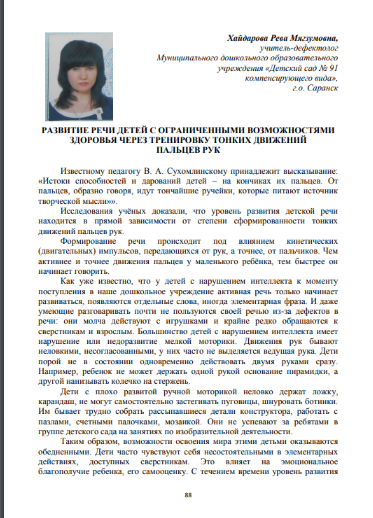 Хайдарова Рева Мягзумовна,
учитель-дефектолог
Муниципального дошкольного образовательного
учреждения «Детский сад № 91
компенсирующего вида»,
г.о. Саранск
РАЗВИТИЕ РЕЧИ ДЕТЕЙ С ОГРАНИЧЕННЫМИ ВОЗМОЖНОСТЯМИ
ЗДОРОВЬЯ ЧЕРЕЗ ТРЕНИРОВКУ ТОНКИХ ДВИЖЕНИЙ
ПАЛЬЦЕВ РУК
Известному педагогу В. А. Сухомлинскому принадлежит высказывание:
«Истоки способностей и дарований детей – на кончиках их пальцев. От
пальцев, образно говоря, идут тончайшие ручейки, которые питают источник
творческой мысли»».
Исследования учёных доказали, что уровень развития детской речи
находится в прямой зависимости от степени сформированности тонких
движений пальцев рук.
Формирование речи происходит под влиянием кинетических
(двигательных) импульсов, передающихся от рук, а точнее, от пальчиков. Чем
активнее и точнее движения пальцев у маленького ребёнка, тем быстрее он
начинает говорить.
Как уже известно, что у детей с нарушением интеллекта к моменту
поступления в наше дошкольное учреждение активная речь только начинает
развиваться, появляются отдельные слова, иногда элементарная фраза. И даже
умеющие разговаривать почти не пользуются своей речью из-за дефектов в
речи: они молча действуют с игрушками и крайне редко обращаются к
сверстникам и взрослым. Большинство детей с нарушением интеллекта имеет
нарушение или недоразвитие мелкой моторики. Движения рук бывают
неловкими, несогласованными, у них часто не выделяется ведущая рука. Дети
порой не в состоянии одновременно действовать двумя руками сразу.
Например, ребенок не может держать одной рукой основание пирамидки, а
другой нанизывать колечко на стержень.
Дети с плохо развитой ручной моторикой неловко держат ложку,
карандаш, не могут самостоятельно застегивать пуговицы, шнуровать ботинки.
Им бывает трудно собрать рассыпавшиеся детали конструктора, работать с
пазлами, счетными палочками, мозаикой. Они не успевают за ребятами в
группе детского сада на занятиях по изобразительной деятельности.
Таким образом, возможности освоения мира этими детьми оказываются
обедненными. Дети часто чувствуют себя несостоятельными в элементарных
действиях, доступных сверстникам. Это влияет на эмоциональное
благополучие ребенка, его самооценку. С течением времени уровень развития
88